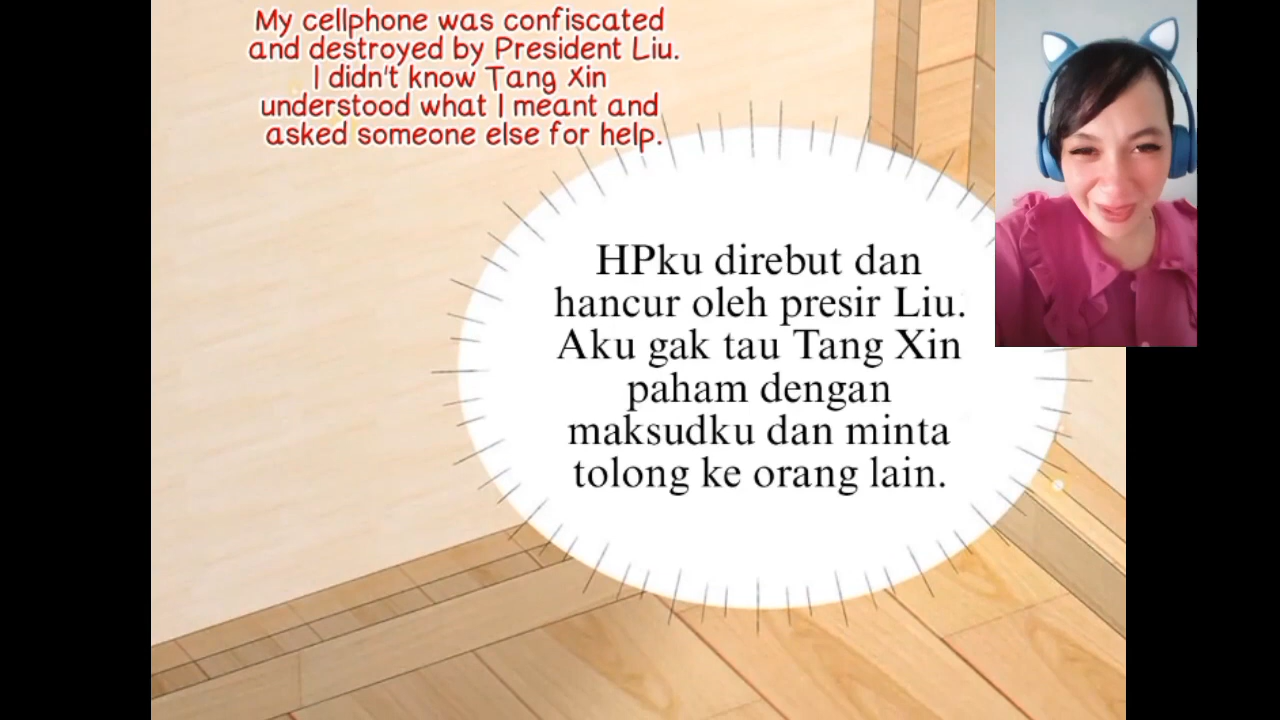 My cellphone was confiscated
and destroyed by President Liu.
I didn't know Tang Xin
understood what I meant and
asked someone else for help.
HPku direbut dan
hancur oleh presir Liu.
Aku gak tau Tang Xin
paham dengan
maksudku dan minta
tolong ke orang lain.